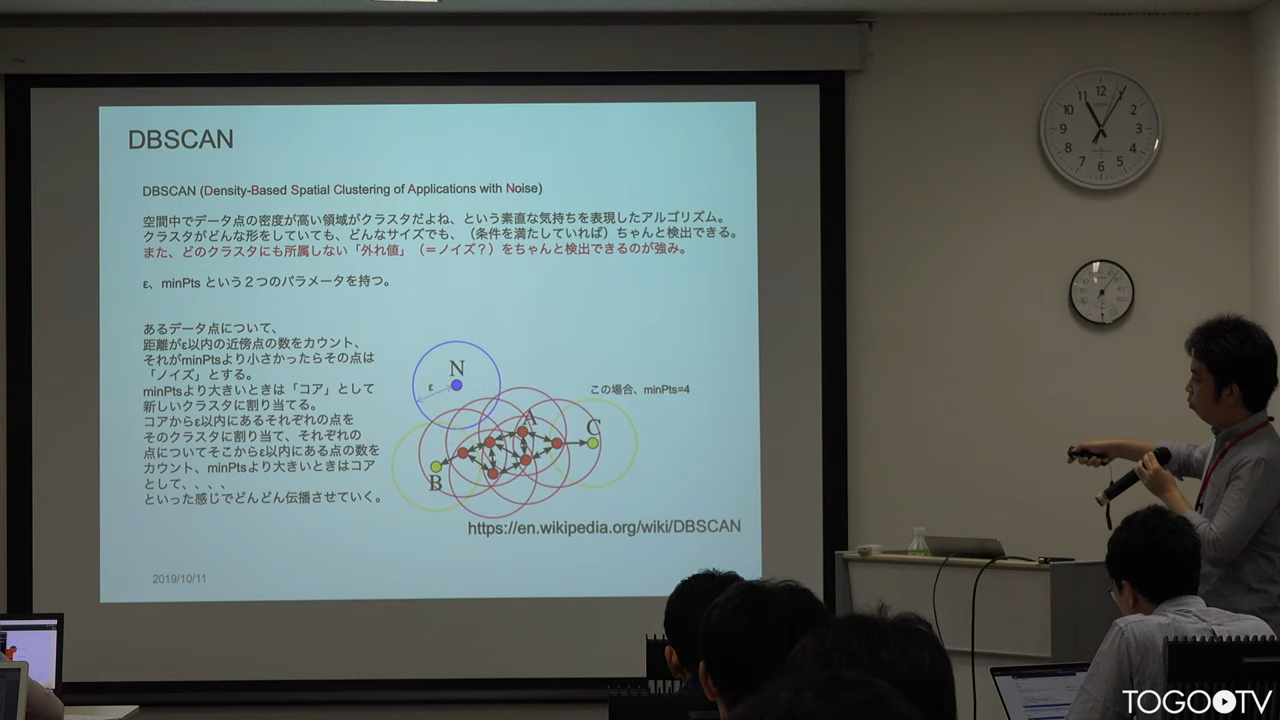 DBSCAN
DBSCAN (Density-Based Spatial Clustering of Applications with Noise)
空間中でデータ点の密度が高い領域がクラスタだよね、という素直な気持ちを表現したアルゴリズム。
クラスタがどんな形をしていても、どんなサイズでも、（条件を満たしていれば）ちゃんと検出できる。
また、どのクラスタにも所属しない「外れ値」（＝ノイズ？）をちゃんと検出できるのが強み。
ε、minPts という２つのパラメータを持つ。
あるデータ点について、
距離がε以内の近傍点の数をカウント、
それがminPtsより小さかったらその点は
「ノイズ」とする。
minPtsより大きいときは「コア」として
新しいクラスタに割り当てる。
コアからε以内にあるそれぞれの点を
そのクラスタに割り当て、それぞれの
点についてそこからε以内にある点の数を
カウント、minPtsより大きいときはコア
として、、、、
といった感じでどんどん伝播させていく。
N
ε
この場合、minPts=4
A
C
B
https://en.wikipedia.org/wiki/DBSCAN
2019/10/11
12
11
10
9
8
7
6
5
4
3
2
TOGOTV